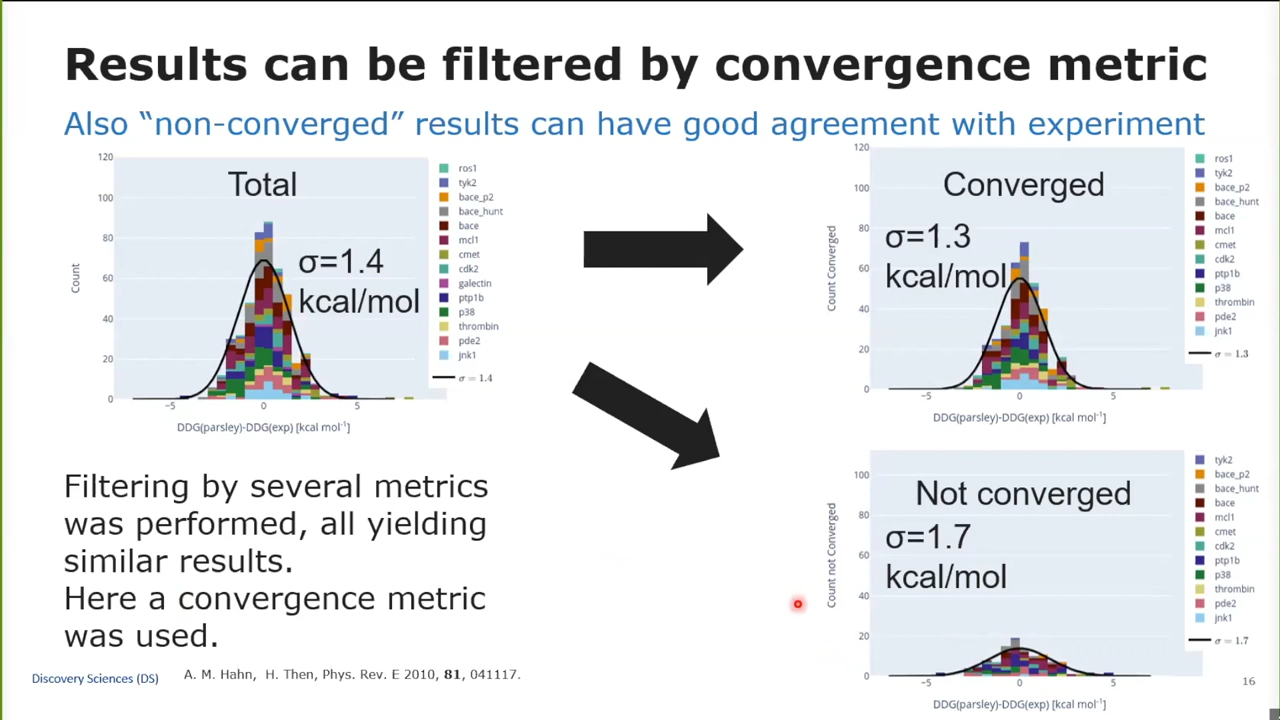 Results can be filtered by convergence metric
Also “non-converged” results can have good agreement with experiment
Total
σ=1.4
kcal/mol
Count
120
100
80
60
40
20
0
−5
0
5
DDG(parsley)-DDG(exp) [kcal mol⁻¹]
ros1
tyk2
bace_p2
bace_hunt
bace
mcl1
cmet
cdk2
galectin
ptp1b
p38
thrombin
pde2
jnk1
σ = 1.4
Converged
σ=1.3
kcal/mol
Count Converged
120
100
80
60
40
20
0
−5
0
5
DDG(parsley)-DDG(exp) [kcal mol⁻¹]
ros1
tyk2
bace_p2
bace_hunt
bace
mcl1
cmet
cdk2
ptp1b
p38
thrombin
pde2
jnk1
σ = 1.3
Filtering by several metrics
was performed, all yielding
similar results.
Here a convergence metric
was used.
Not converged
σ=1.7
kcal/mol
Count not Converged
100
80
60
40
20
0
−5
0
5
DDG(parsley)-DDG(exp) [kcal mol⁻¹]
tyk2
bace_p2
bace_hunt
bace
mcl1
cmet
cdk2
ptp1b
p38
thrombin
pde2
jnk1
σ = 1.7
Discovery Sciences (DS)
A. M. Hahn, H. Then, Phys. Rev. E 2010, 81, 041117.
16